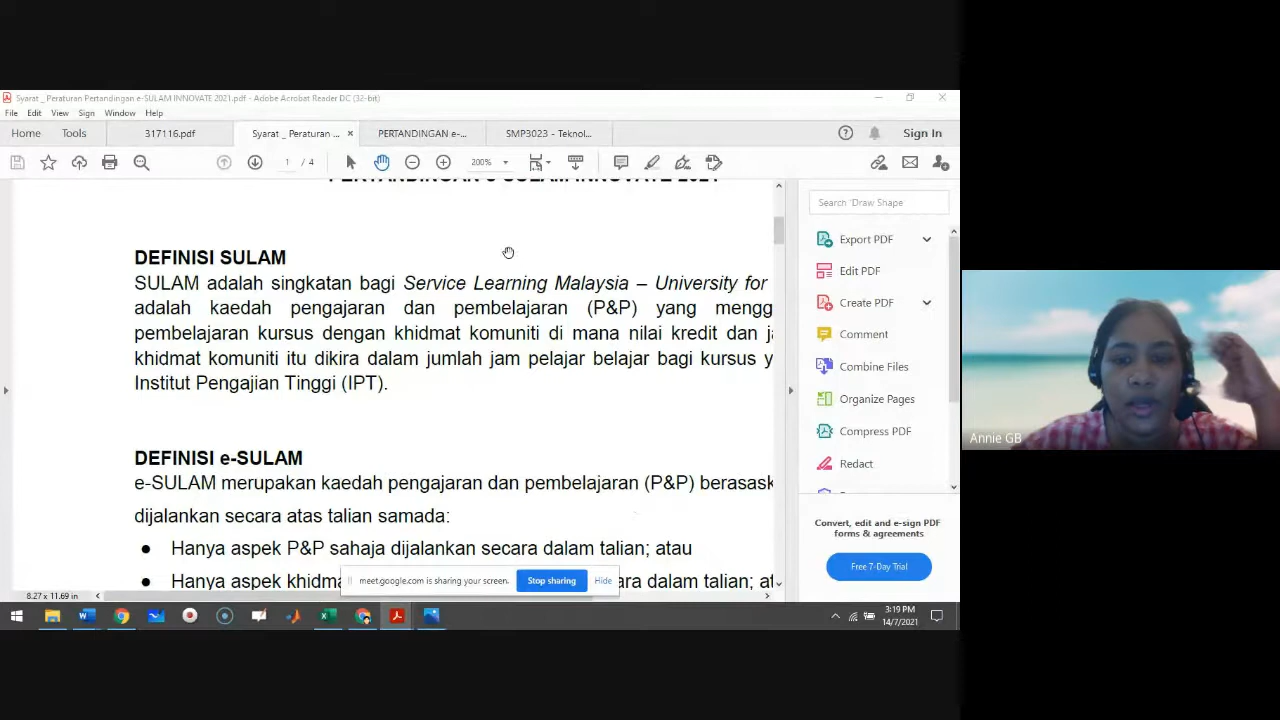 Syarat _ Peraturan Pertandingan e-SULAM INNOVATE 2021.pdf - Adobe Acrobat Reader DC (32-bit)
File Edit View Sign Window Help
Home Tools 317116.pdf Syarat _ Peraturan ... × PERTANDINGAN e-... SMP3023 - Teknol... Sign In
1 / 4 200%
PERTANDINGAN e-SULAM INNOVATE 2021
DEFINISI SULAM
SULAM adalah singkatan bagi Service Learning Malaysia – University for
adalah kaedah pengajaran dan pembelajaran (P&P) yang mengg
pembelajaran kursus dengan khidmat komuniti di mana nilai kredit dan ja
khidmat komuniti itu dikira dalam jumlah jam pelajar belajar bagi kursus y
Institut Pengajian Tinggi (IPT).
DEFINISI e-SULAM
e-SULAM merupakan kaedah pengajaran dan pembelajaran (P&P) berasask
dijalankan secara atas talian samada:
● Hanya aspek P&P sahaja dijalankan secara dalam talian; atau
● Hanya aspek khidma ara dalam talian; at
meet.google.com is sharing your screen. Stop sharing Hide
8.27 x 11.69 in
Search 'Draw Shape
Export PDF
Edit PDF
Create PDF
Comment
Combine Files
Organize Pages
Compress PDF
Redact
Convert, edit and e-sign PDF
forms & agreements
Free 7-Day Trial
3:19 PM
14/7/2021
Annie GB